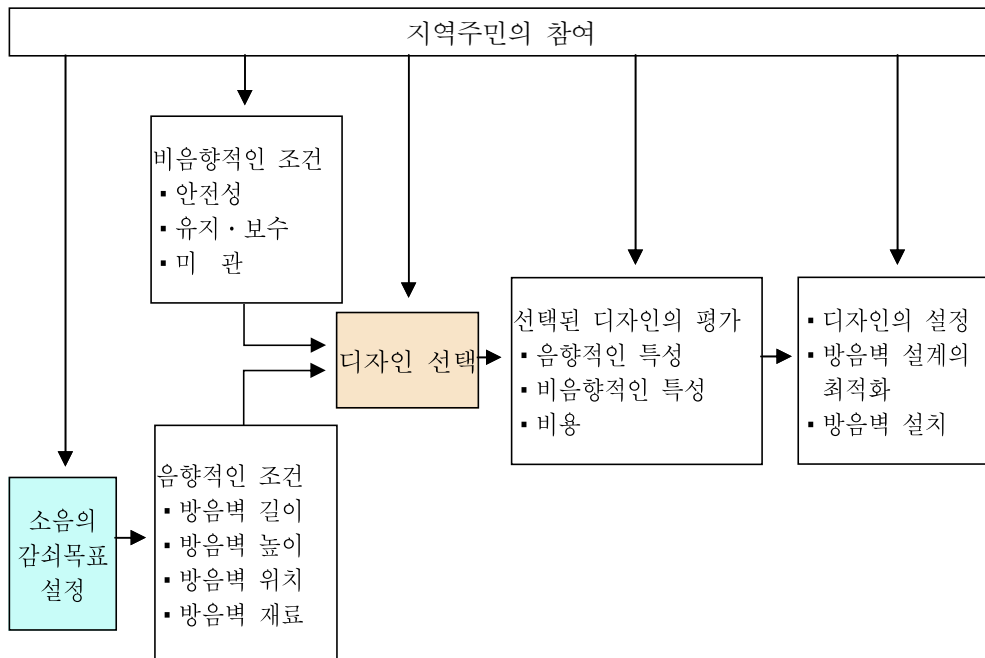 지역주민의 참여
비음향적인 조건
▪ 안전성
▪ 유지·보수
▪ 미 관
음향적인 조건
▪ 방음벽 길이
▪ 방음벽 높이
▪ 방음벽 위치
▪ 방음벽 재료
소음의
감쇠목표
설정
디자인 선택
선택된 디자인의 평가
▪ 음향적인 특성
▪ 비음향적인 특성
▪ 비용
▪ 디자인의 설정
▪ 방음벽 설계의
최적화
▪ 방음벽 설치